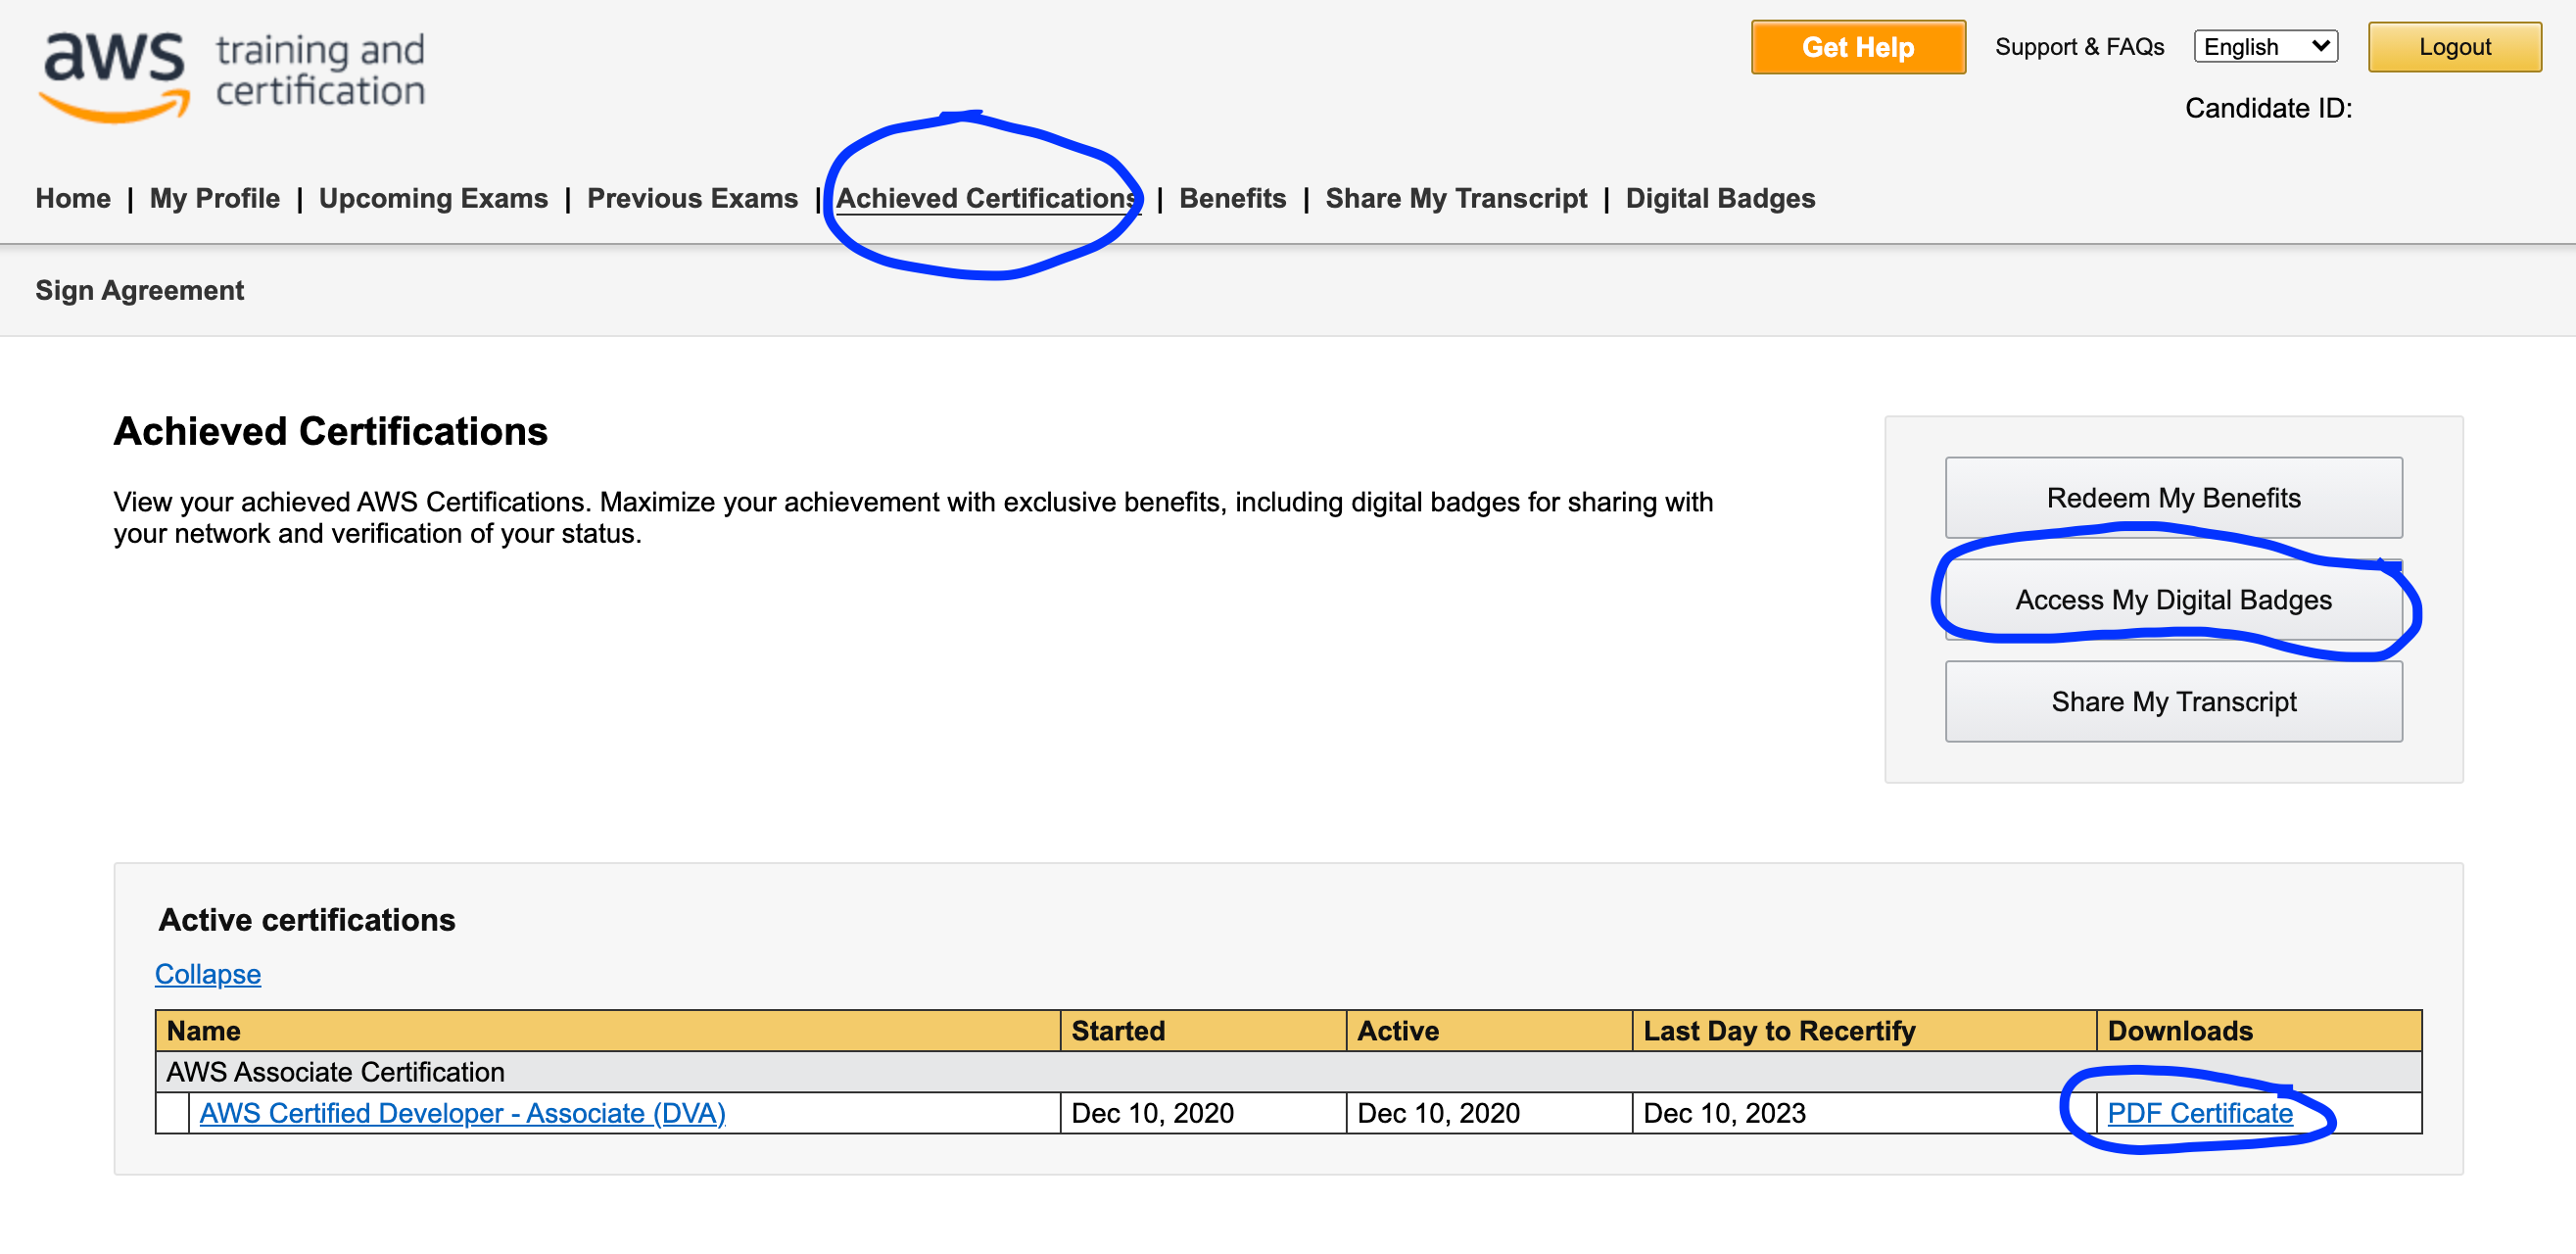 aws training and
certification
Get Help Support & FAQs English Logout
Candidate ID:
Home | My Profile | Upcoming Exams | Previous Exams | Achieved Certifications | Benefits | Share My Transcript | Digital Badges
Sign Agreement
Achieved Certifications
View your achieved AWS Certifications. Maximize your achievement with exclusive benefits, including digital badges for sharing with
your network and verification of your status.
Redeem My Benefits
Access My Digital Badges
Share My Transcript
Active certifications
Collapse
Name Started Active Last Day to Recertify Downloads
AWS Associate Certification
AWS Certified Developer - Associate (DVA) Dec 10, 2020 Dec 10, 2020 Dec 10, 2023 PDF Certificate